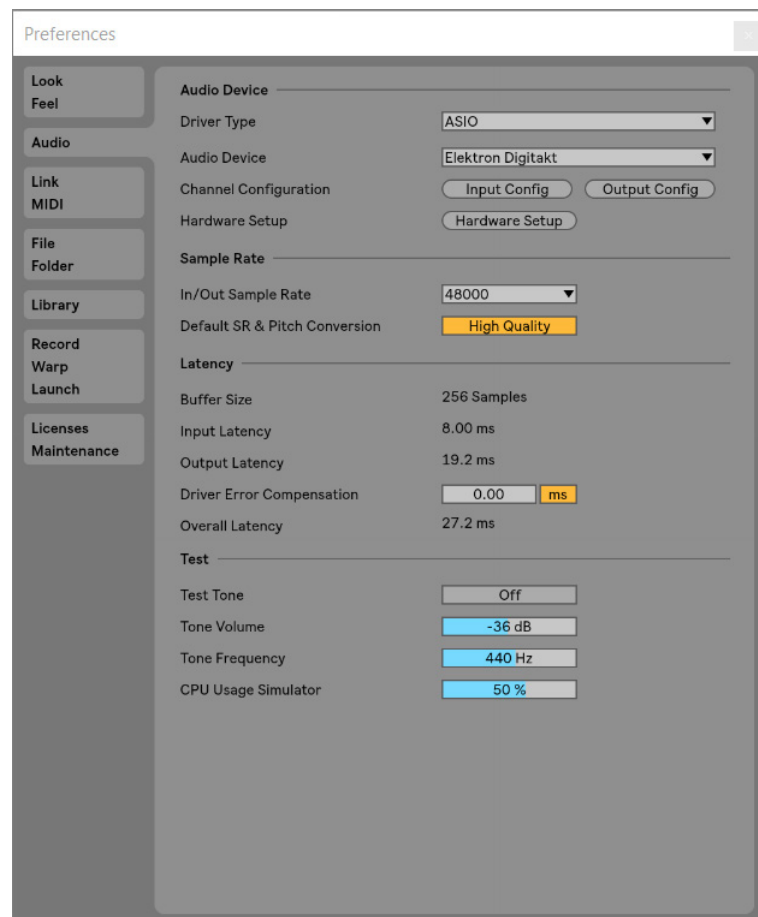 Preferences
Look
Feel
Audio
Link
MIDI
File
Folder
Library
Record
Warp
Launch
Licenses
Maintenance
Audio Device
Driver Type ASIO
Audio Device Elektron Digitakt
Channel Configuration Input Config Output Config
Hardware Setup Hardware Setup
Sample Rate
In/Out Sample Rate 48000
Default SR & Pitch Conversion High Quality
Latency
Buffer Size 256 Samples
Input Latency 8.00 ms
Output Latency 19.2 ms
Driver Error Compensation 0.00 ms
Overall Latency 27.2 ms
Test
Test Tone Off
Tone Volume -36 dB
Tone Frequency 440 Hz
CPU Usage Simulator 50 %